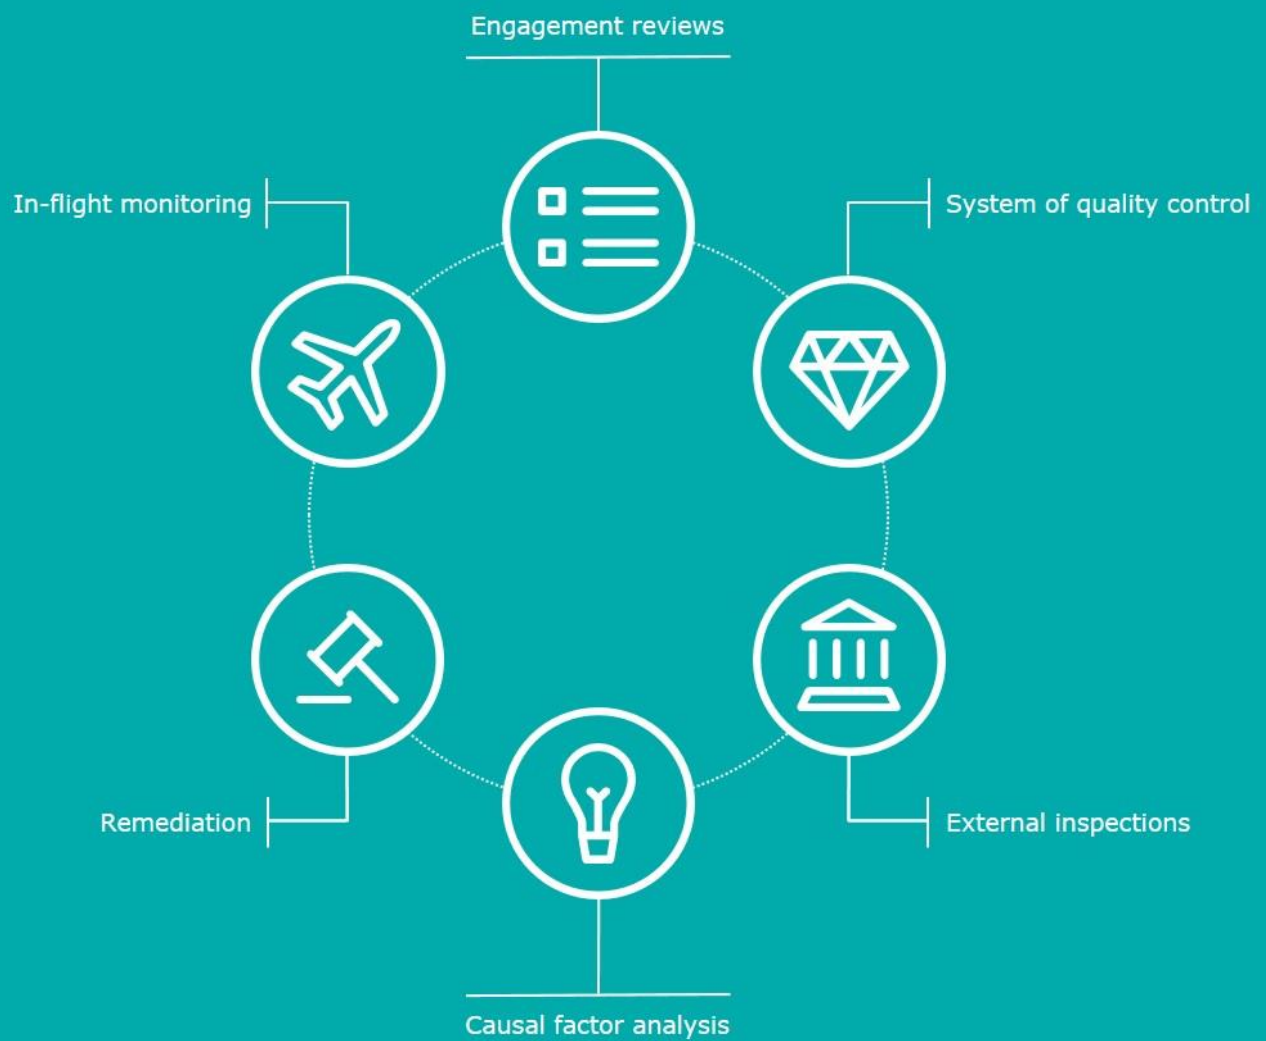 Engagement reviews
In-flight monitoring
System of quality control
Remediation
External inspections
Causal factor analysis